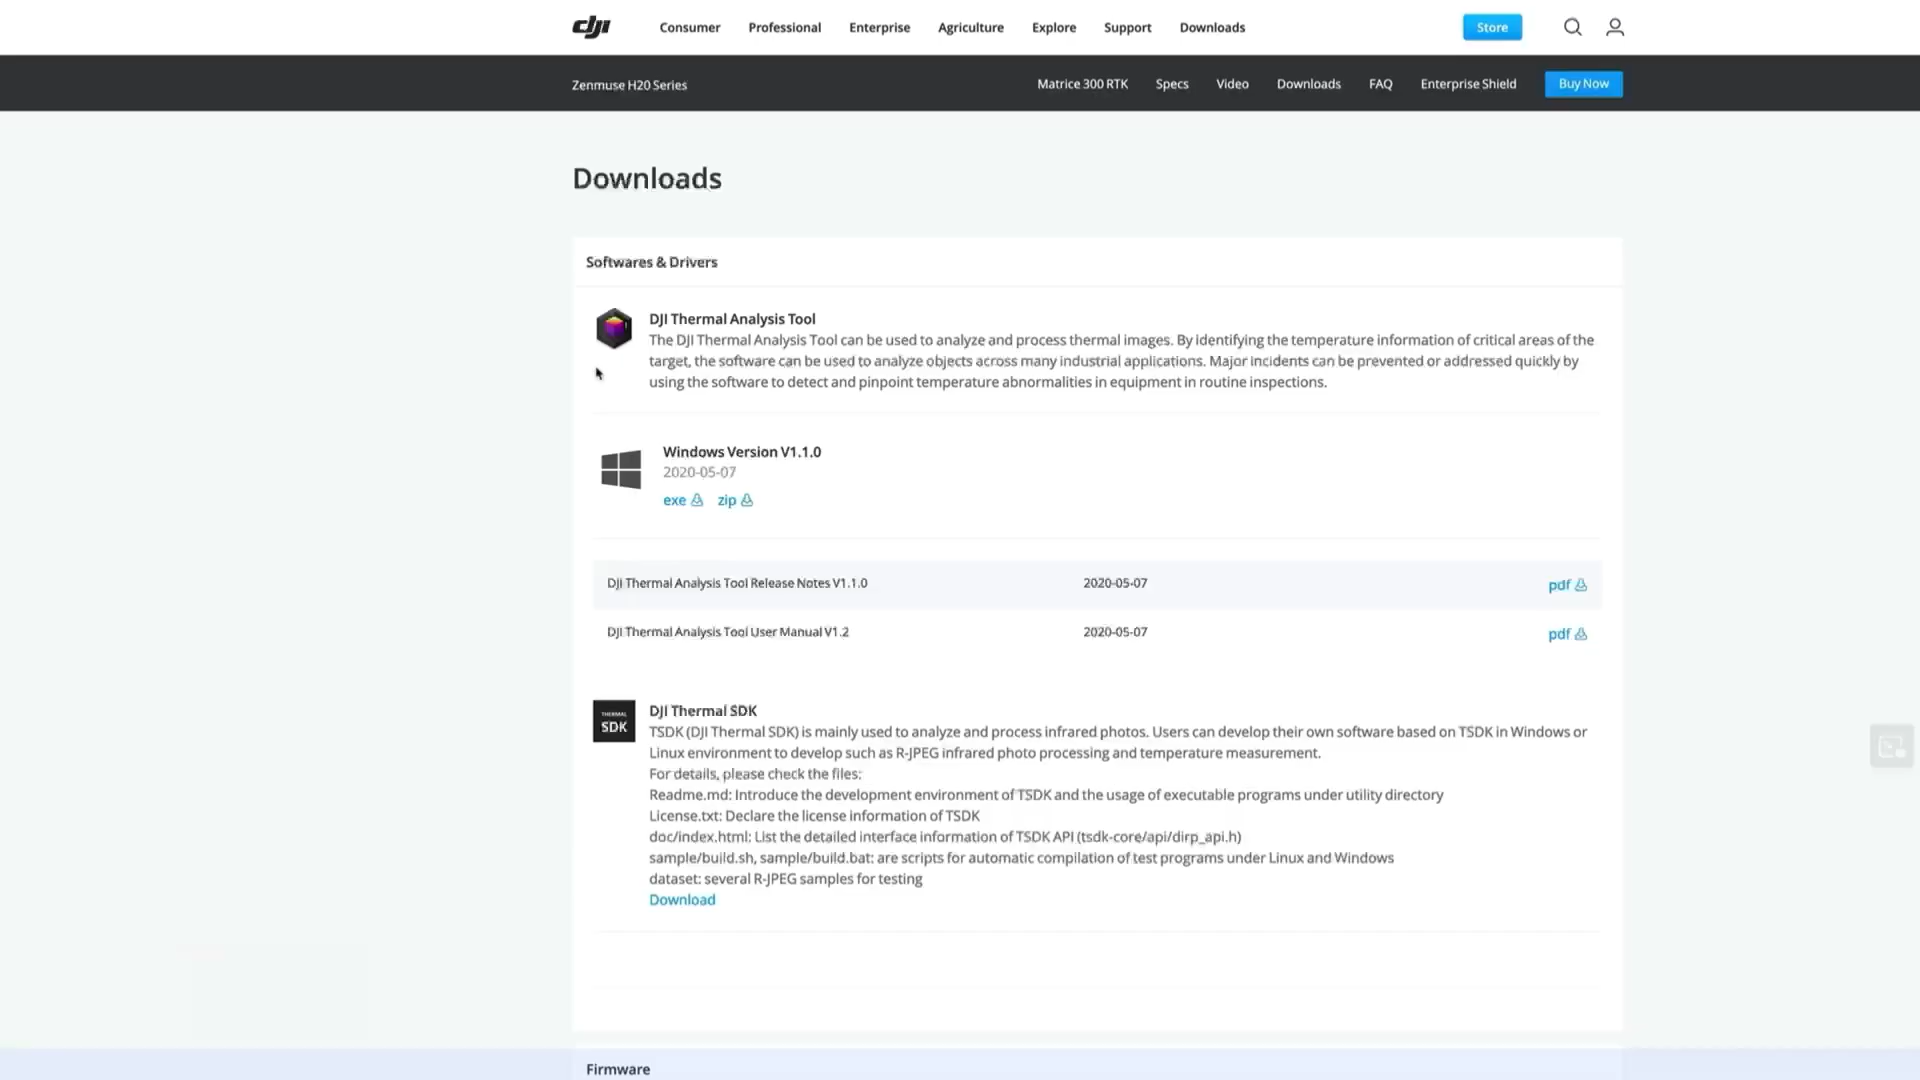 dji
Consumer Professional Enterprise Agriculture Explore Support Downloads Store
Zenmuse H20 Series Matrice 300 RTK Specs Video Downloads FAQ Enterprise Shield Buy Now
Downloads
Softwares & Drivers
DJI Thermal Analysis Tool
The DJI Thermal Analysis Tool can be used to analyze and process thermal images. By identifying the temperature information of critical areas of the
target, the software can be used to analyze objects across many industrial applications. Major incidents can be prevented or addressed quickly by
using the software to detect and pinpoint temperature abnormalities in equipment in routine inspections.
Windows Version V1.1.0
2020-05-07
exe zip
DJI Thermal Analysis Tool Release Notes V1.1.0 2020-05-07 pdf
DJI Thermal Analysis Tool User Manual V1.2 2020-05-07 pdf
THERMAL
SDK
DJI Thermal SDK
TSDK (DJI Thermal SDK) is mainly used to analyze and process infrared photos. Users can develop their own software based on TSDK in Windows or
Linux environment to develop such as R-JPEG infrared photo processing and temperature measurement.
For details, please check the files:
Readme.md: Introduce the development environment of TSDK and the usage of executable programs under utility directory
License.txt: Declare the license information of TSDK
doc/index.html: List the detailed interface information of TSDK API (tsdk-core/api/dirp_api.h)
sample/build.sh, sample/build.bat: are scripts for automatic compilation of test programs under Linux and Windows
dataset: several R-JPEG samples for testing
Download
Firmware